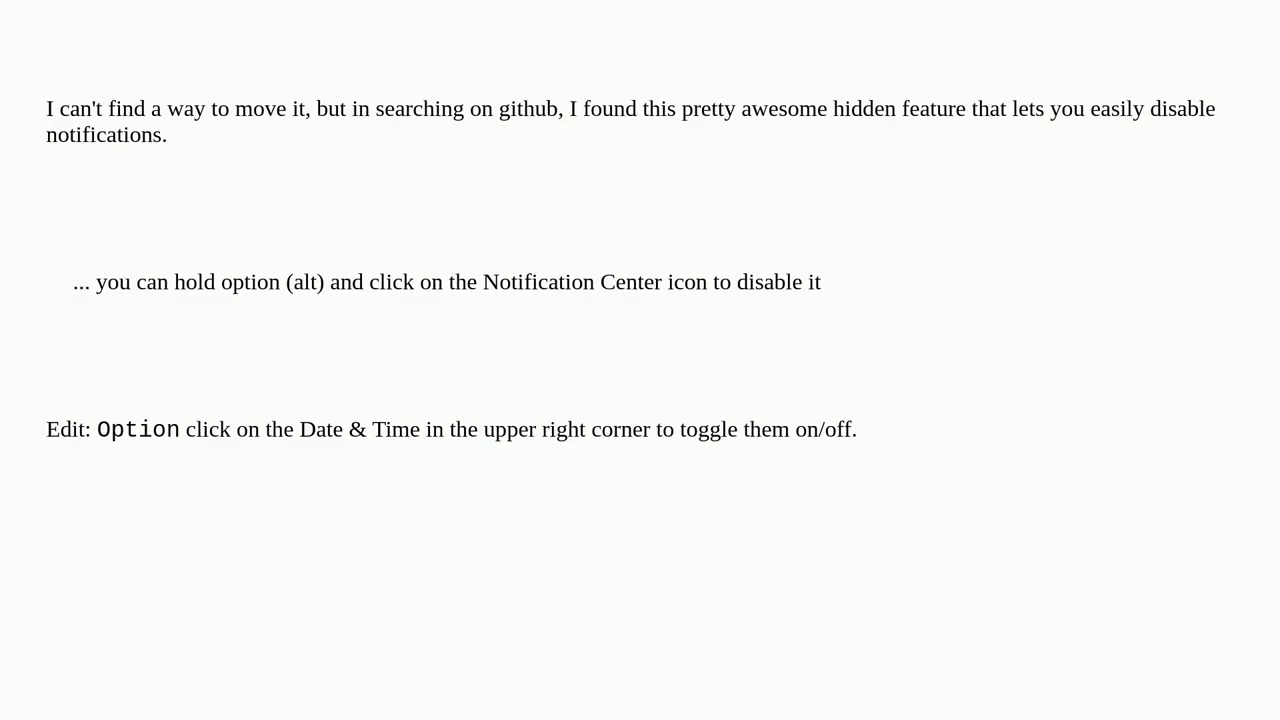 I can't find a way to move it, but in searching on github, I found this pretty awesome hidden feature that lets you easily disable
notifications.
... you can hold option (alt) and click on the Notification Center icon to disable it
Edit: Option click on the Date & Time in the upper right corner to toggle them on/off.